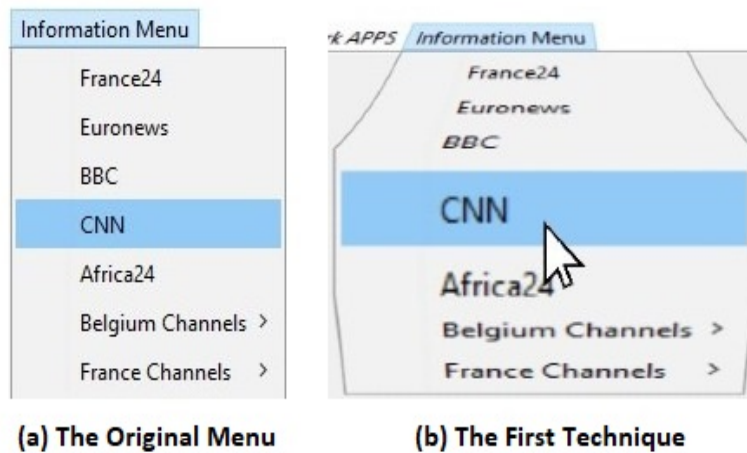 Information Menu
France24
Euronews
BBC
CNN
Africa24
Belgium Channels >
France Channels >
(a) The Original Menu
APPS Information Menu
France24
Euronews
BBC
CNN
Africa24
Belgium Channels >
France Channels >
(b) The First Technique